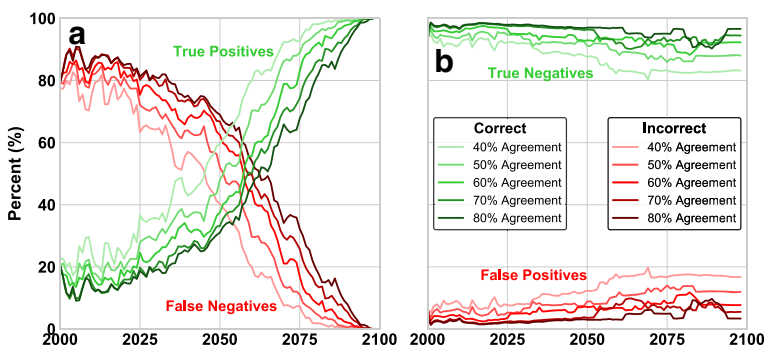 a
True Positives
False Negatives
Percent (%)
100
80
60
40
20
0
2000
2025
2050
2075
2100
b
True Negatives
Correct
40% Agreement
50% Agreement
60% Agreement
70% Agreement
80% Agreement
Incorrect
40% Agreement
50% Agreement
60% Agreement
70% Agreement
80% Agreement
False Positives
2000
2025
2050
2075
2100